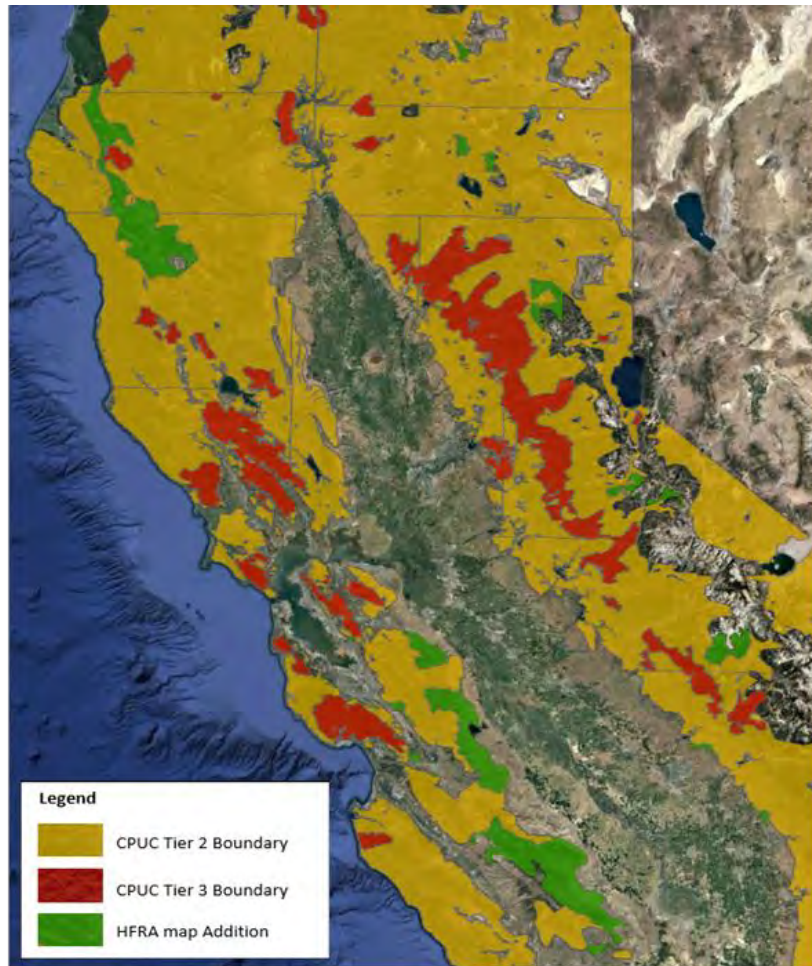 Legend
CPUC Tier 2 Boundary
CPUC Tier 3 Boundary
HFRA map Addition